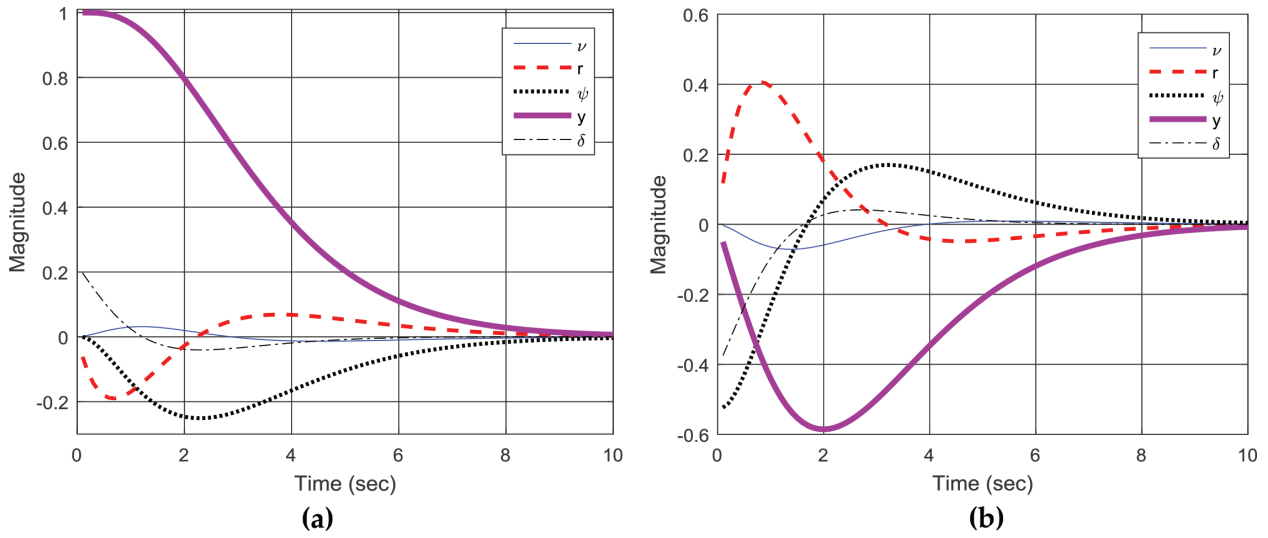 1
0.8
0.6
0.4
0.2
0
-0.2
Magnitude
0 2 4 6 8 10
Time (sec)
ν
r
ψ
y
δ
(a)
0.6
0.4
0.2
0
-0.2
-0.4
-0.6
Magnitude
0 2 4 6 8 10
Time (sec)
ν
r
ψ
y
δ
(b)